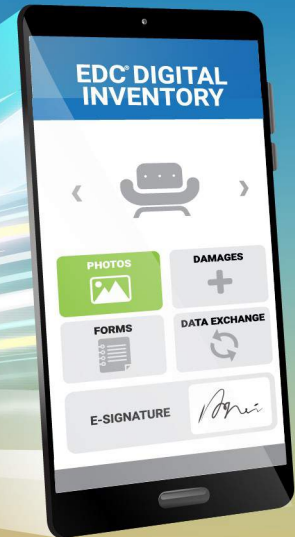 EDC® DIGITAL
INVENTORY
PHOTOS
DAMAGES
FORMS
DATA EXCHANGE
E-SIGNATURE